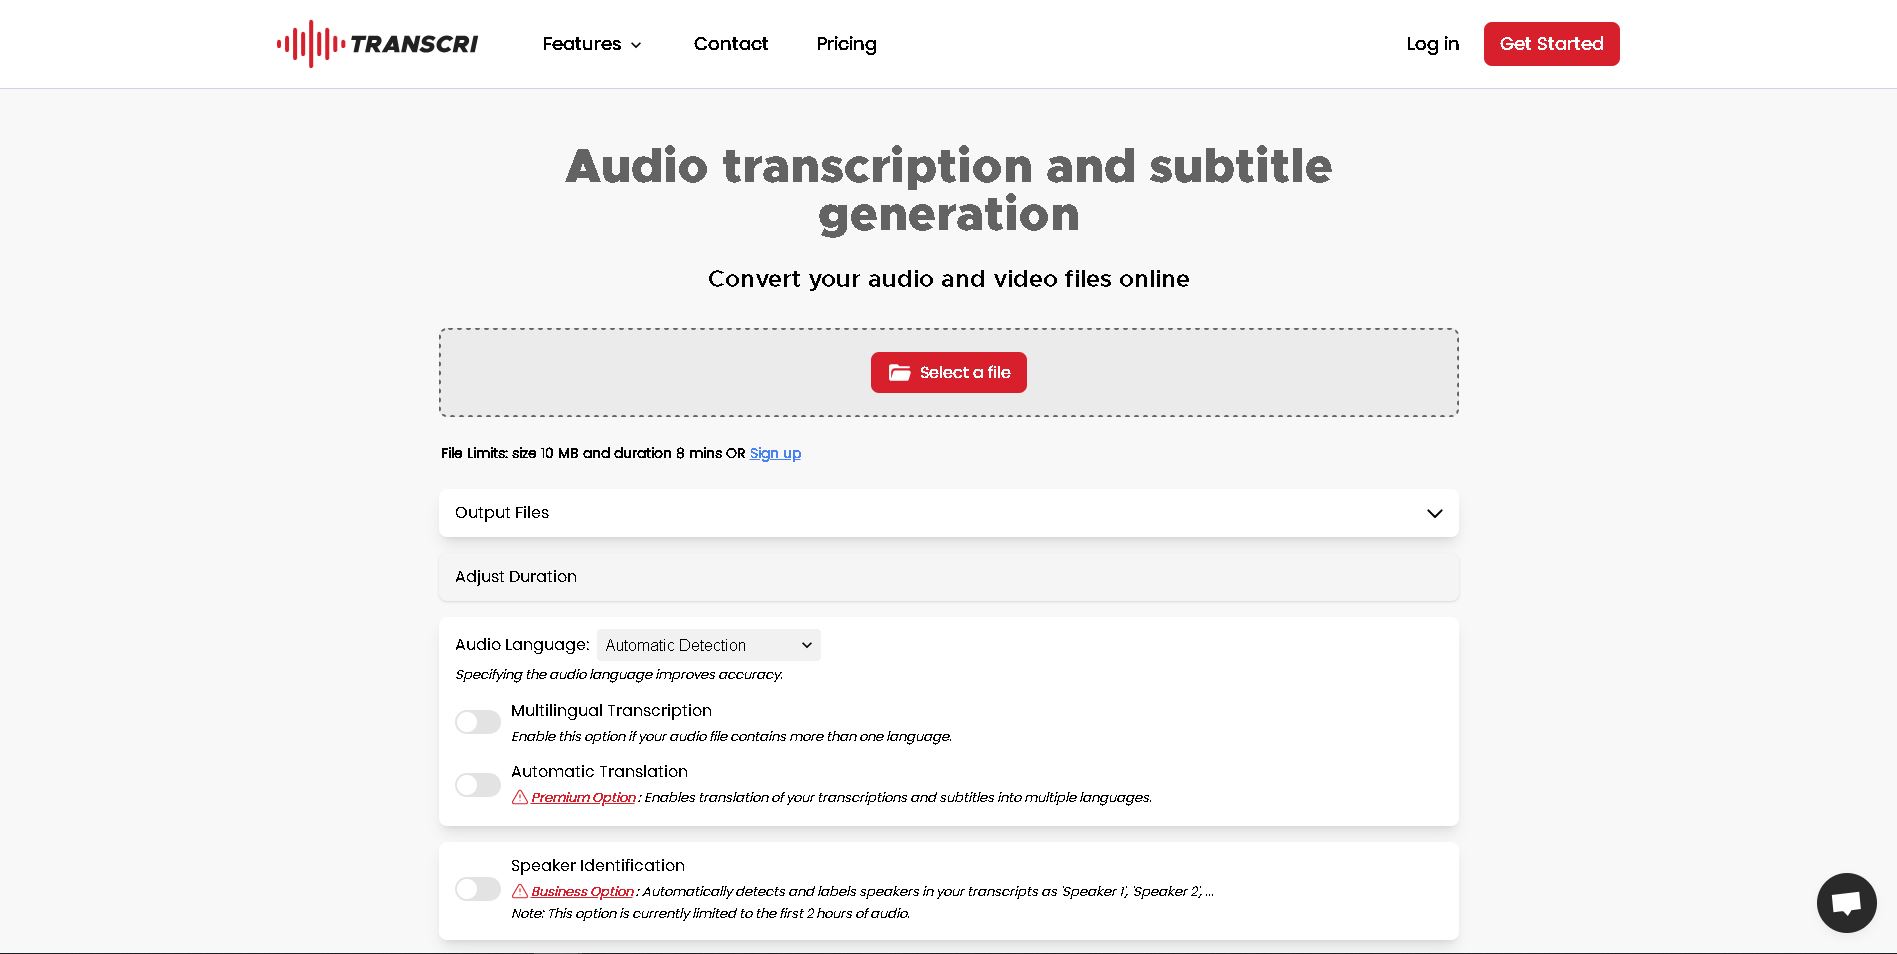 TRANSCRI
Features
Contact
Pricing
Log in
Get Started
Audio transcription and subtitle
generation
Convert your audio and video files online
Select a file
File Limits: size 10 MB and duration 8 mins OR Sign up
Output Files
Adjust Duration
Audio Language: Automatic Detection
Specifying the audio language improves accuracy.
Multilingual Transcription
Enable this option if your audio file contains more than one language.
Automatic Translation
Premium Option : Enables translation of your transcriptions and subtitles into multiple languages.
Speaker Identification
Business Option : Automatically detects and labels speakers in your transcripts as 'Speaker 1', 'Speaker 2', ...
Note: This option is currently limited to the first 2 hours of audio.